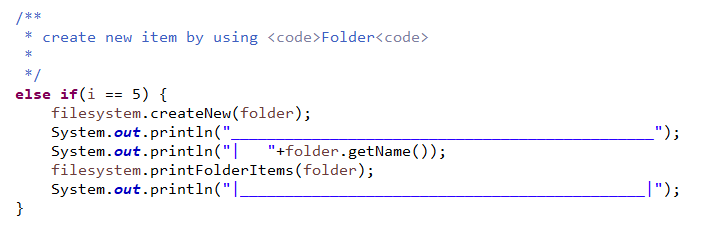 /**
 * create new item by using <code>Folder<code>
 *
 */
else if(i == 5) {
    filesystem.createNew(folder);
    System.out.println("_______________________________________________");
    System.out.println("|   "+folder.getName());
    filesystem.printFolderItems(folder);
    System.out.println("|_____________________________________________|");
}